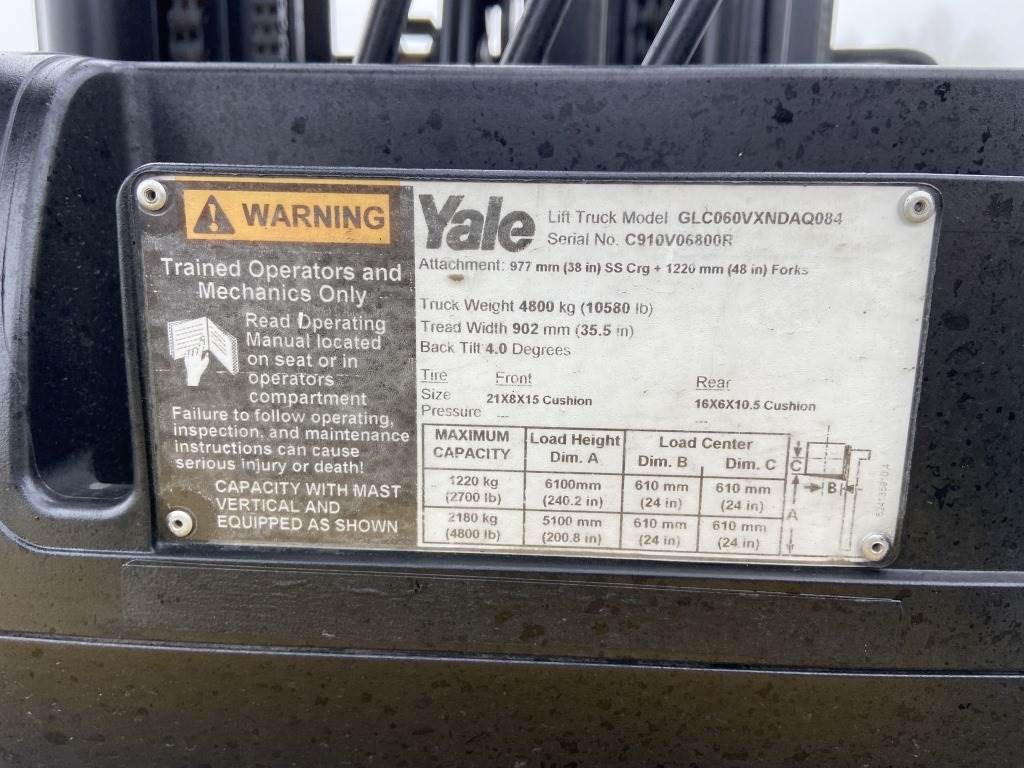 WARNING
Trained Operators and
Mechanics Only
Read Operating
Manual located
on seat or in
operators
compartment
Failure to follow operating,
inspection, and maintenance
instructions can cause
serious injury or death!
CAPACITY WITH MAST
VERTICAL AND
EQUIPPED AS SHOWN
Yale Lift Truck Model GLC060VXNDAQ084
Serial No. C910V06800R
Attachment: 977 mm (38 in) SS Crg + 1220 mm (48 in) Forks
Truck Weight 4800 kg (10580 lb)
Tread Width 902 mm (35.5 in)
Back Tilt 4.0 Degrees
Tire Front Rear
Size 21X8X15 Cushion 16X6X10.5 Cushion
Pressure --- ---
MAXIMUM CAPACITY Load Height Dim. A Load Center Dim. B Dim. C
1220 kg 6100mm 610 mm 610 mm
(2700 lb) (240.2 in) (24 in) (24 in)
2180 kg 5100 mm 610 mm 610 mm
(4800 lb) (200.8 in) (24 in) (24 in)
C
B
A